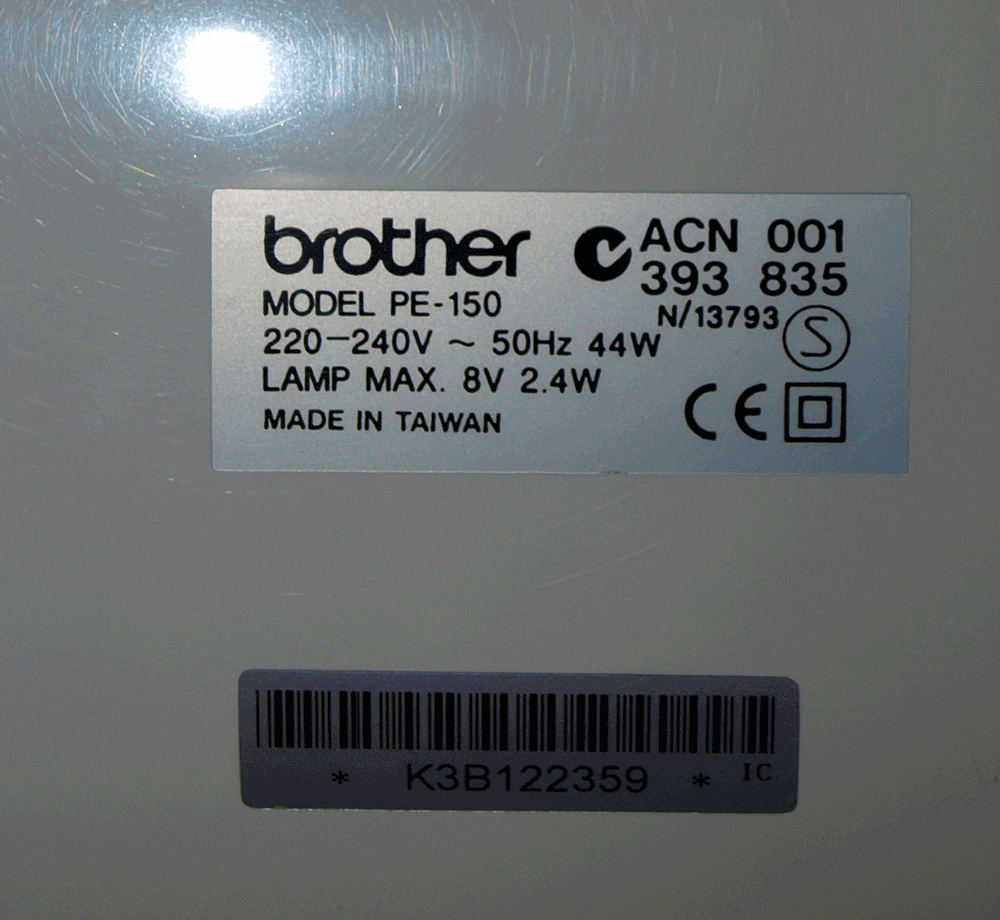 brother
MODEL PE-150
220-240V ~ 50Hz 44W
LAMP MAX. 8V 2.4W
MADE IN TAIWAN
ACN 001
393 835
N/13793
S
CE
* K3B122359 * IC